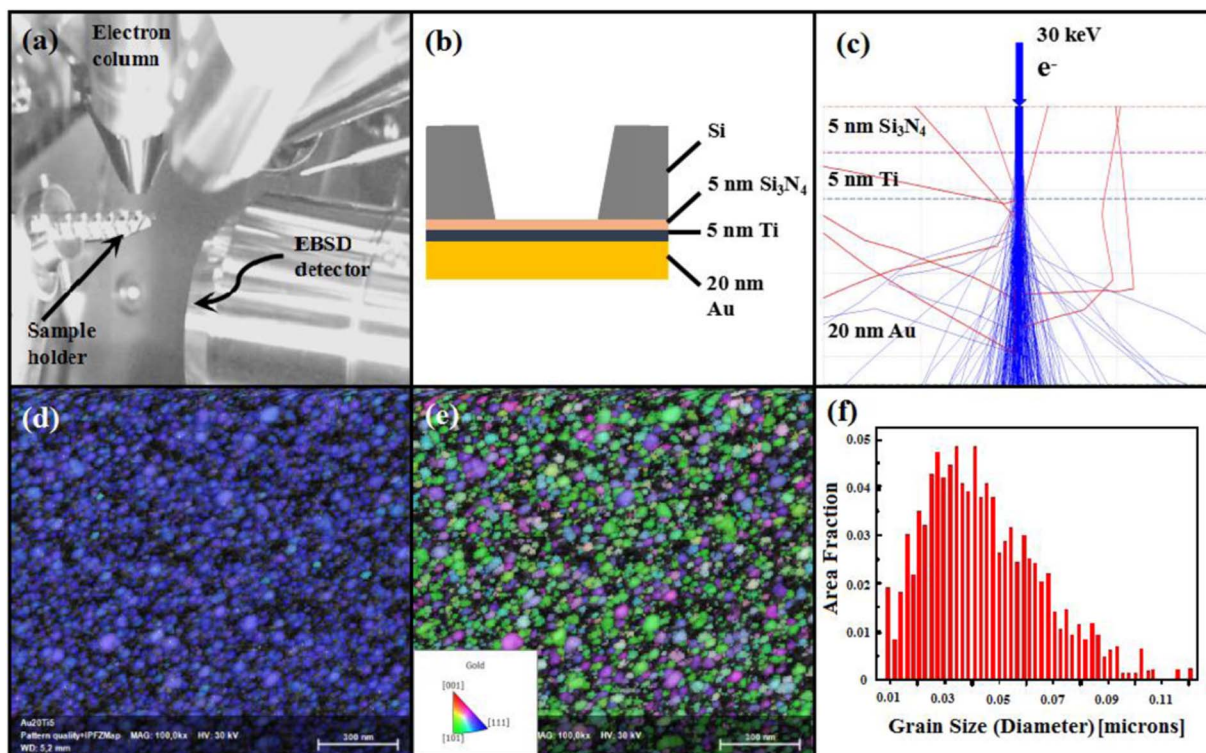 (a)
Electron
column
EBSD
detector
Sample
holder
(b)
Si
5 nm Si₃N₄
5 nm Ti
20 nm
Au
(c)
30 keV
e⁻
5 nm Si₃N₄
5 nm Ti
20 nm Au
(d)
Au20Ti5
Pattern quality+IPFZMap MAG: 100,0kx HV: 30 kV
WD: 5,2 mm
300 nm
(e)
Gold
[001]
[111]
[101]
MAG: 100,0kx HV: 30 kV
300 nm
(f)
0.05
0.04
0.03
0.02
0.01
0
Area Fraction
0.01 0.03 0.05 0.07 0.09 0.11
Grain Size (Diameter) [microns]